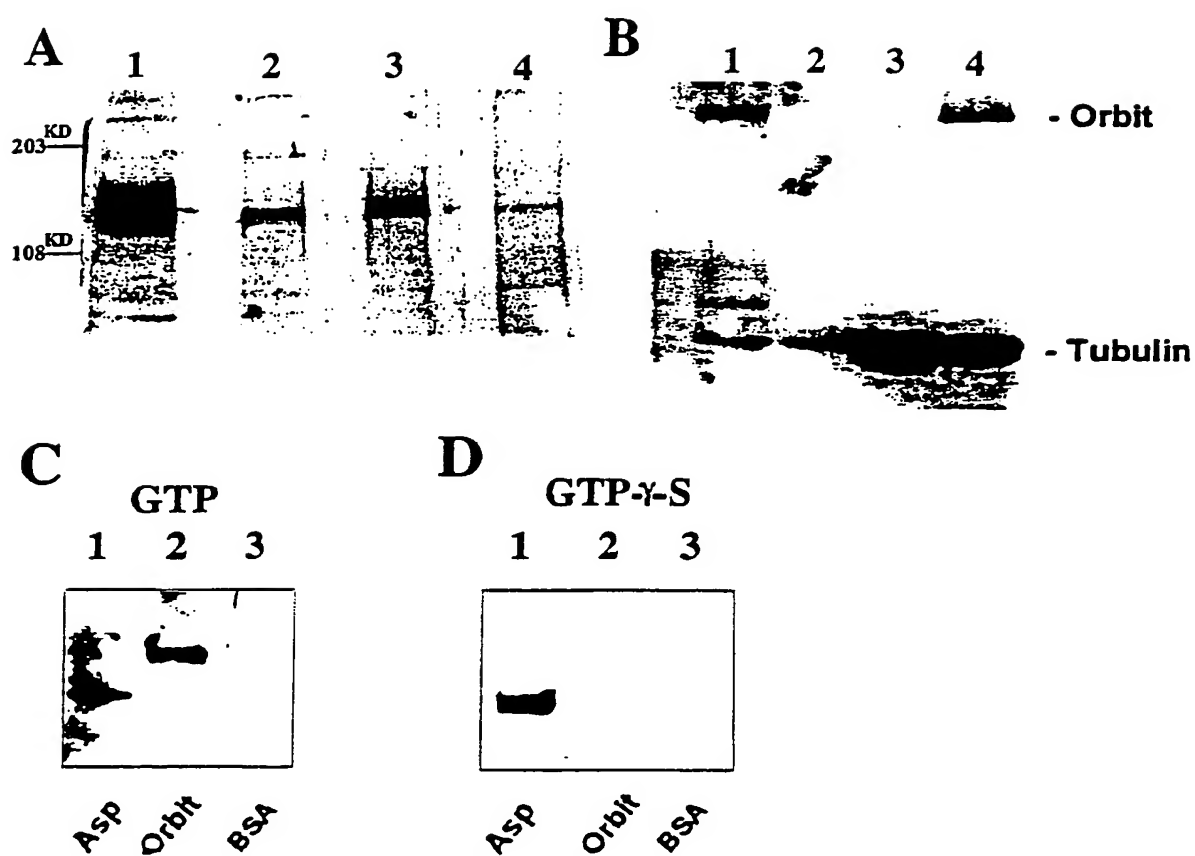 A
1 2 3 4
203KD
108KD
B
1 2 3 4
- Orbit
- Tubulin
C
GTP
1 2 3
Asp Orbit BSA
D
GTP-γ-S
1 2 3
Asp Orbit BSA